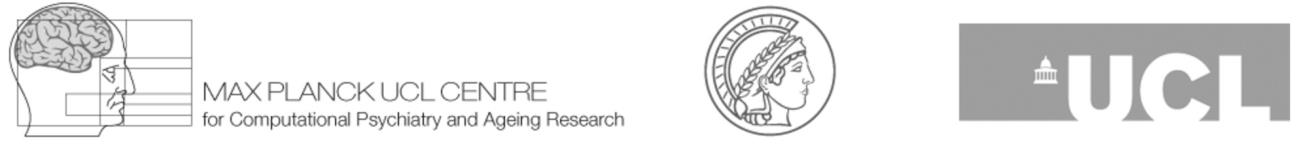 MAX PLANCK UCL CENTRE
for Computational Psychiatry and Ageing Research
UCL